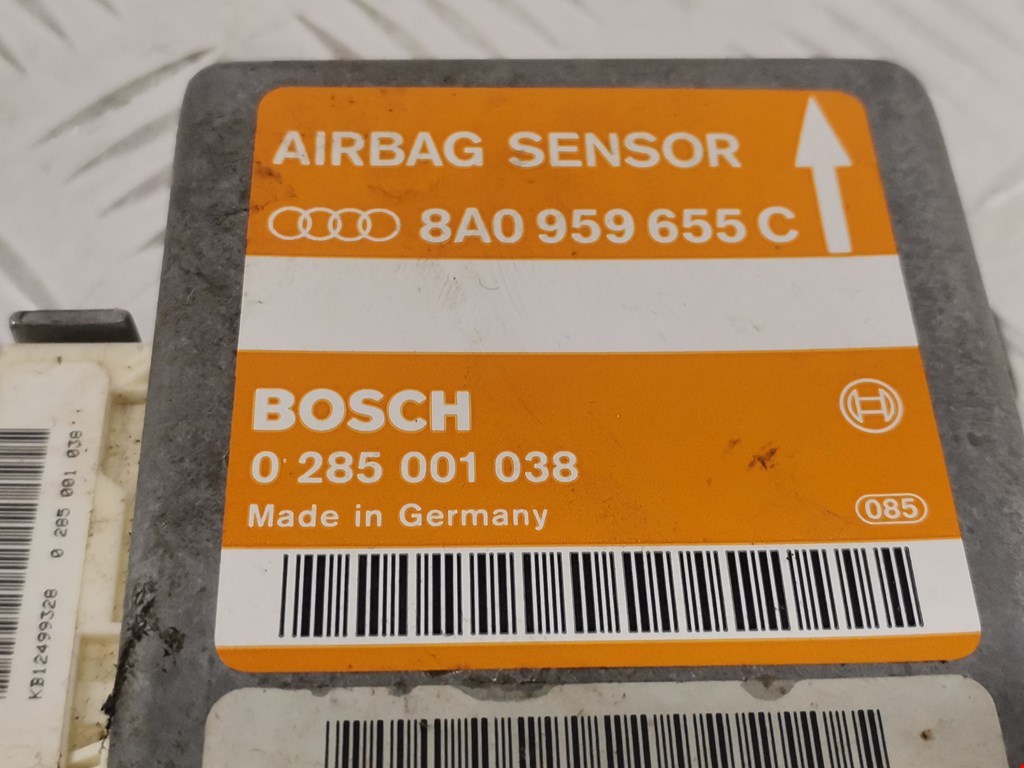 AIRBAG SENSOR
8A0 959 655 C
BOSCH
0 285 001 038
Made in Germany
085
KB12499328 0 285 001 038